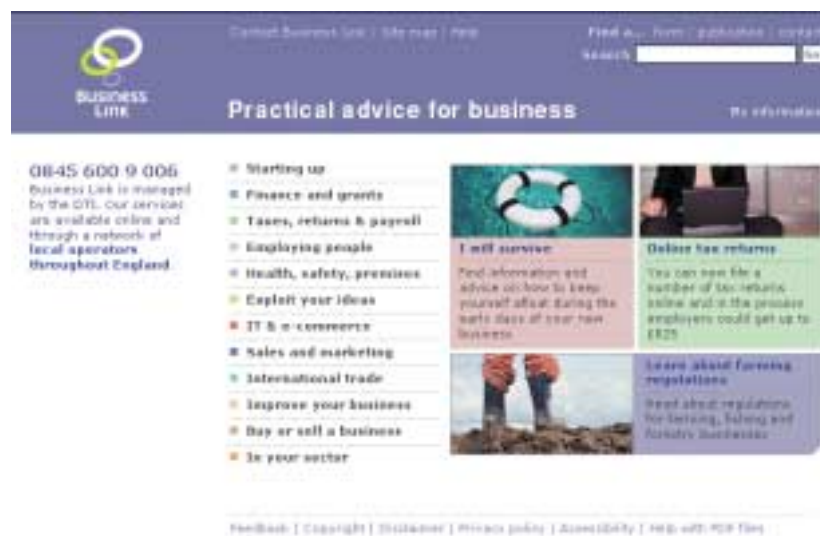 Contact Business Link | Site map | Help
Find a... form | publication | contact
Search
Business
Link
Practical advice for business
My information
0845 600 9 006
Business Link is managed
by the DTI. Our services
are available online and
through a network of
local operators
throughout England.
Starting up
Finance and grants
Taxes, returns & payroll
Employing people
Health, safety, premises
Exploit your ideas
IT & e-commerce
Sales and marketing
International trade
Improve your business
Buy or sell a business
In your sector
I will survive
Find information and
advice on how to keep
yourself afloat during the
early days of your new
business
Online tax returns
You can now file a
number of tax returns
online and in the process
employers could get up to
£825
Learn about farming
regulations
Read about regulations
for farming, fishing and
forestry businesses
Feedback | Copyright | Disclaimer | Privacy policy | Accessibility | Help with PDF files